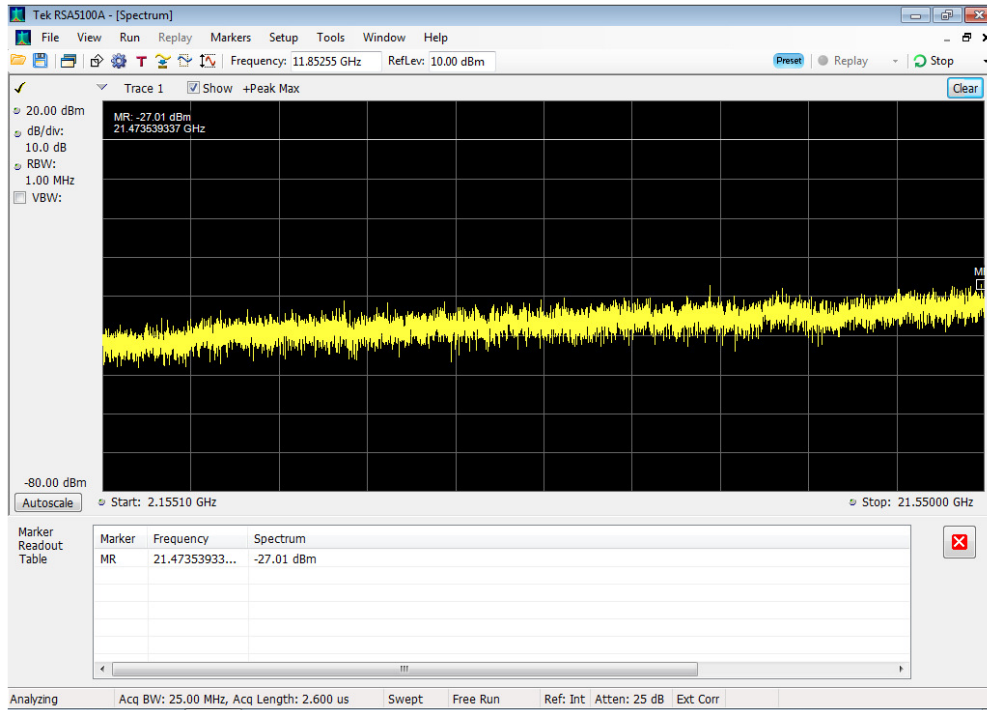 Tek RSA5100A - [Spectrum]
File View Run Replay Markers Setup Tools Window Help
T Frequency: 11.85255 GHz RefLev: 10.00 dBm Preset Replay Stop
Trace 1 Show +Peak Max Clear
20.00 dBm
dB/div:
10.0 dB
RBW:
1.00 MHz
VBW:
MR: -27.01 dBm
21.473539337 GHz
-80.00 dBm
Autoscale Start: 2.15510 GHz Stop: 21.55000 GHz
Marker
Readout
Table
Marker Frequency Spectrum
MR 21.47353933... -27.01 dBm
Analyzing Acq BW: 25.00 MHz, Acq Length: 2.600 us Swept Free Run Ref: Int Atten: 25 dB Ext Corr